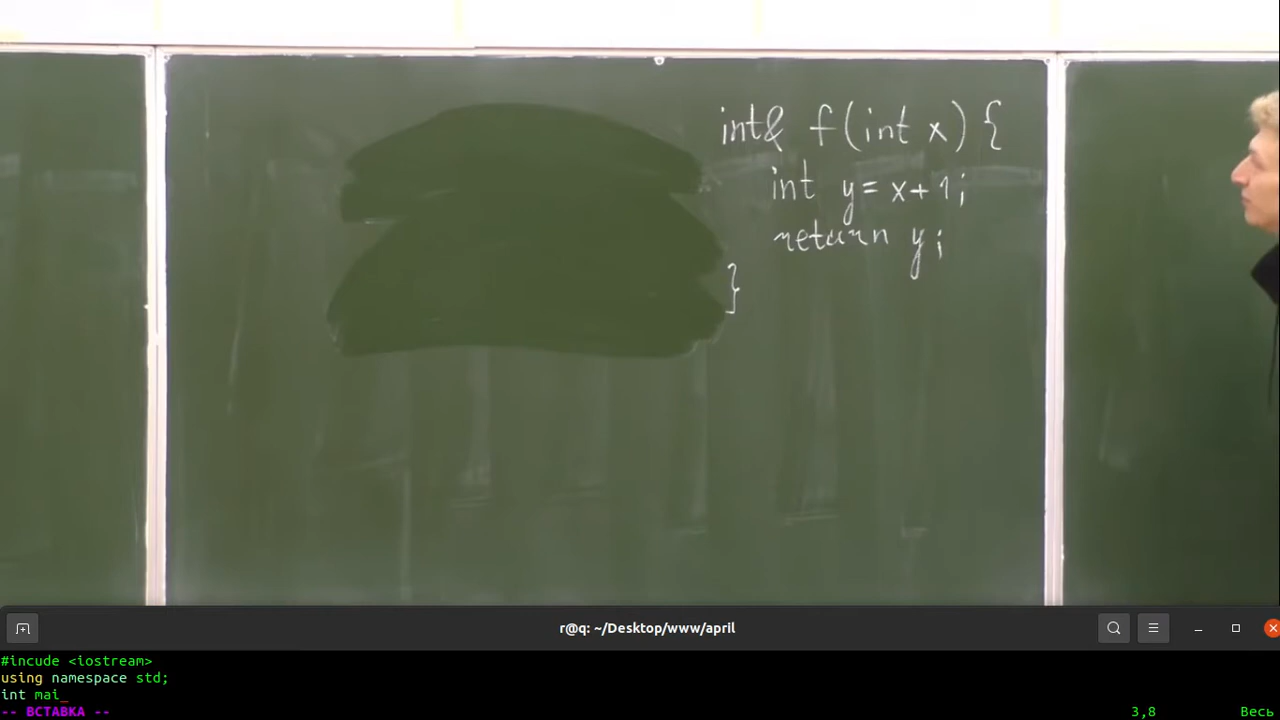 int& f(int x) {
int y = x+1;
return y;
}
r@q: ~/Desktop/www/april
#incude <iostream>
using namespace std;
int mai_
-- ВСТАВКА -- 3,8 Весь